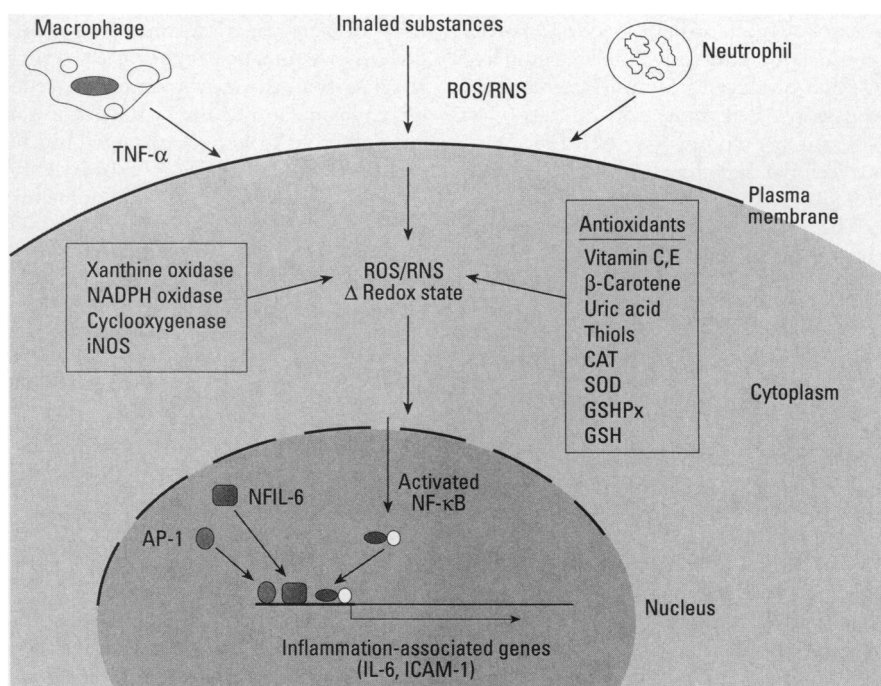 Macrophage
Inhaled substances
Neutrophil
ROS/RNS
TNF-α
Plasma
membrane
Antioxidants
Vitamin C,E
β-Carotene
Uric acid
Thiols
CAT
SOD
GSHPx
GSH
Xanthine oxidase
NADPH oxidase
Cyclooxygenase
iNOS
ROS/RNS
Δ Redox state
Cytoplasm
Activated
NF-κB
NFIL-6
AP-1
Nucleus
Inflammation-associated genes
(IL-6, ICAM-1)